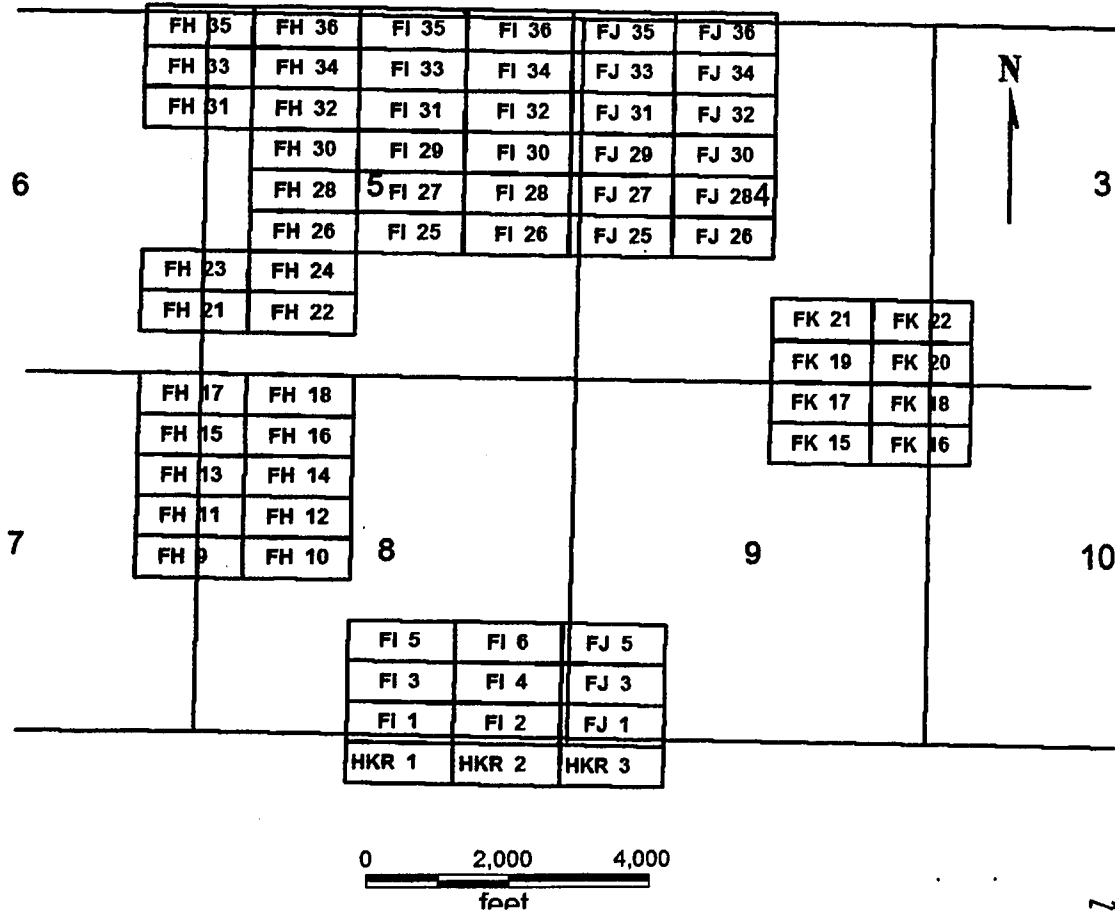 FH 35 FH 36 FI 35 FI 36 FJ 35 FJ 36
FH 33 FH 34 FI 33 FI 34 FJ 33 FJ 34
N
FH 31 FH 32 FI 31 FI 32 FJ 31 FJ 32
FH 30 FI 29 FI 30 FJ 29 FJ 30
6 FH 28 5 FI 27 FI 28 FJ 27 FJ 28 4 3
FH 26 FI 25 FI 26 FJ 25 FJ 26
FH 23 FH 24
FH 21 FH 22
FK 21 FK 22
FK 19 FK 20
FH 17 FH 18
FK 17 FK 18
FH 15 FH 16
FK 15 FK 16
FH 13 FH 14
FH 11 FH 12
7 FH 9 FH 10 8 9 10
FI 5 FI 6 FJ 5
FI 3 FI 4 FJ 3
FI 1 FI 2 FJ 1
HKR 1 HKR 2 HKR 3
0 2,000 4,000
feet